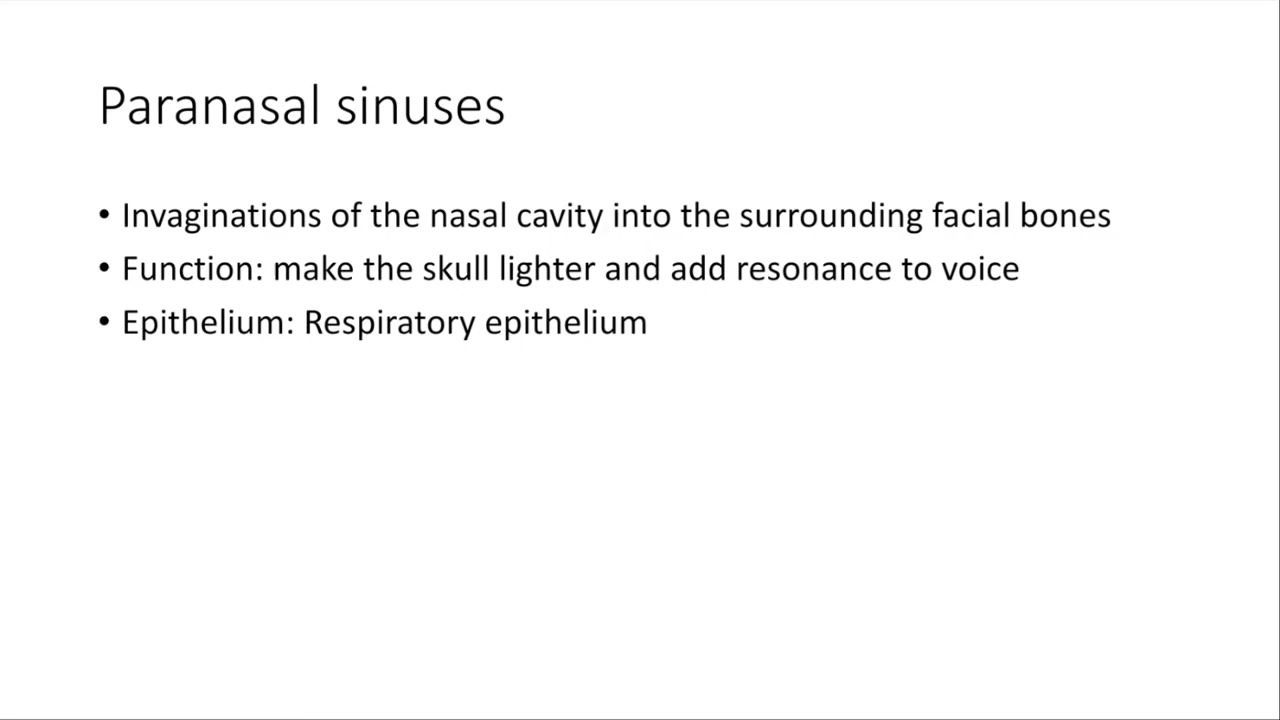 Paranasal sinuses
• Invaginations of the nasal cavity into the surrounding facial bones
• Function: make the skull lighter and add resonance to voice
• Epithelium: Respiratory epithelium